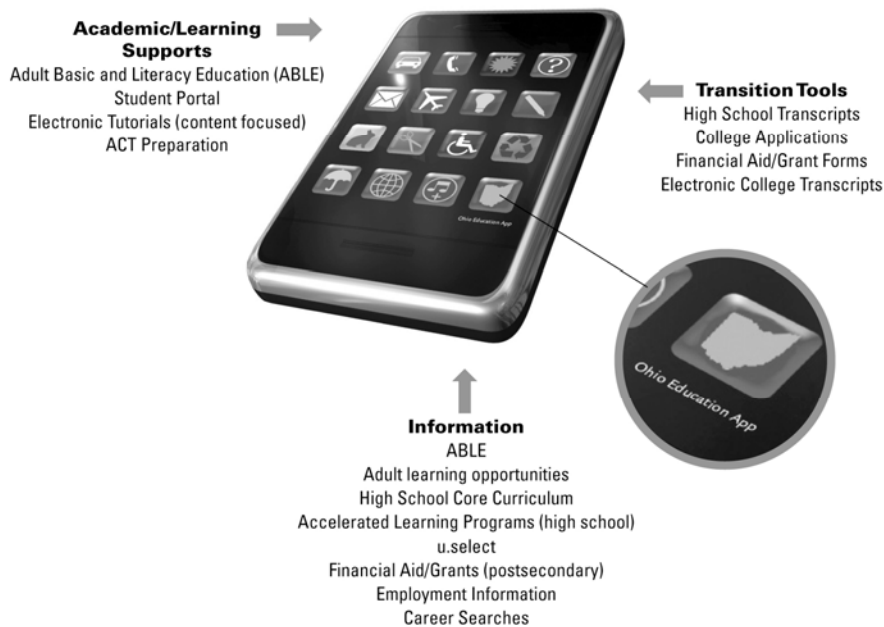 Academic/Learning
Supports
Adult Basic and Literacy Education (ABLE)
Student Portal
Electronic Tutorials (content focused)
ACT Preparation
Transition Tools
High School Transcripts
College Applications
Financial Aid/Grant Forms
Electronic College Transcripts
Ohio Education App
Ohio Education App
Information
ABLE
Adult learning opportunities
High School Core Curriculum
Accelerated Learning Programs (high school)
u.select
Financial Aid/Grants (postsecondary)
Employment Information
Career Searches